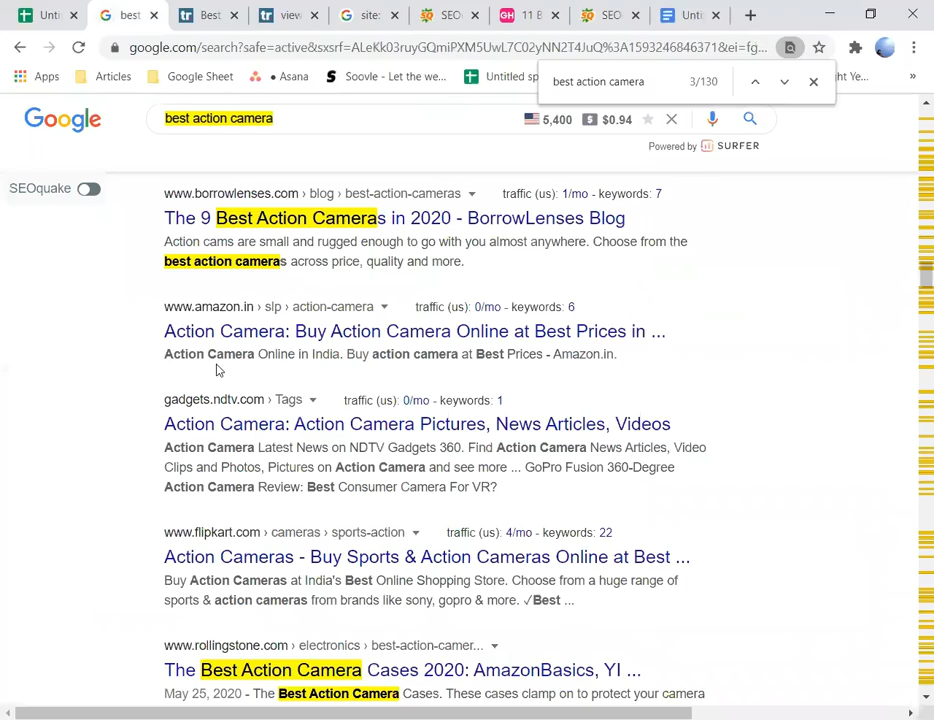 Unti
best
Best
view
site:
SEO
11 B
SEO
Unti
google.com/search?safe=active&sxsrf=ALeKk03ruyGQmiPXM5UwL7C02yNN2T4JuQ%3A1593246846371&ei=fg...
Apps
Articles
Google Sheet
Asana
Soovle - Let the we...
Untitled sp
ht Ye...
»
best action camera
3/130
Google
best action camera
5,400
$0.94
Powered by SURFER
SEOquake
www.borrowlenses.com › blog › best-action-cameras
traffic (us): 1/mo - keywords: 7
The 9 Best Action Cameras in 2020 - BorrowLenses Blog
Action cams are small and rugged enough to go with you almost anywhere. Choose from the
best action cameras across price, quality and more.
www.amazon.in › slp › action-camera
traffic (us): 0/mo - keywords: 6
Action Camera: Buy Action Camera Online at Best Prices in ...
Action Camera Online in India. Buy action camera at Best Prices - Amazon.in.
gadgets.ndtv.com › Tags
traffic (us): 0/mo - keywords: 1
Action Camera: Action Camera Pictures, News Articles, Videos
Action Camera Latest News on NDTV Gadgets 360. Find Action Camera News Articles, Video
Clips and Photos, Pictures on Action Camera and see more ... GoPro Fusion 360-Degree
Action Camera Review: Best Consumer Camera For VR?
www.flipkart.com › cameras › sports-action
traffic (us): 4/mo - keywords: 22
Action Cameras - Buy Sports & Action Cameras Online at Best ...
Buy Action Cameras at India's Best Online Shopping Store. Choose from a huge range of
sports & action cameras from brands like sony, gopro & more. ✓Best ...
www.rollingstone.com › electronics › best-action-camer...
The Best Action Camera Cases 2020: AmazonBasics, YI ...
May 25, 2020 - The Best Action Camera Cases. These cases clamp on to protect your camera